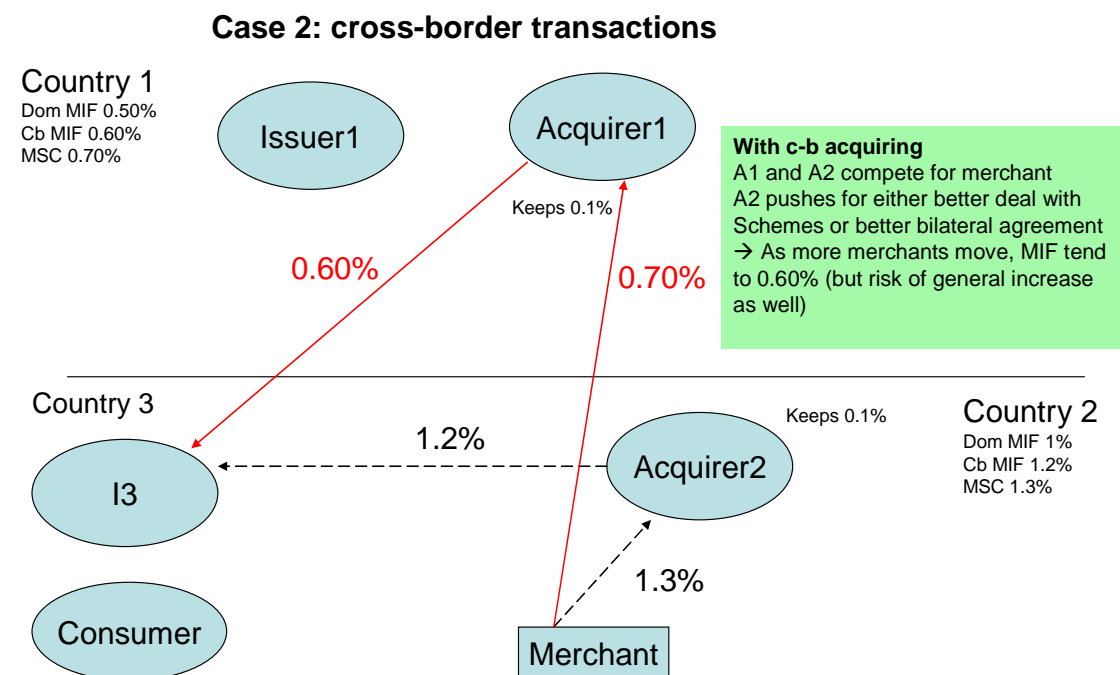 Case 2: cross-border transactions
Country 1
Dom MIF 0.50%
Cb MIF 0.60%
MSC 0.70%
Issuer1
Acquirer1
Keeps 0.1%
With c-b acquiring
A1 and A2 compete for merchant
A2 pushes for either better deal with
Schemes or better bilateral agreement
→ As more merchants move, MIF tend
to 0.60% (but risk of general increase
as well)
0.60%
0.70%
Country 3
I3
1.2%
Acquirer2
Keeps 0.1%
Country 2
Dom MIF 1%
Cb MIF 1.2%
MSC 1.3%
1.3%
Consumer
Merchant